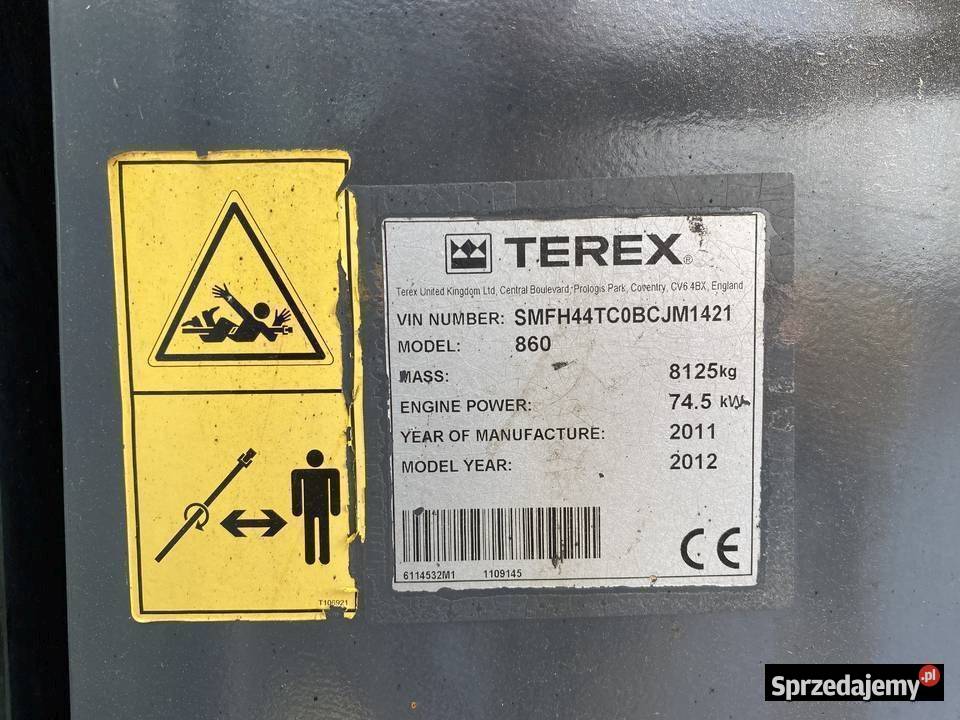 TEREX®
Terex United Kingdom Ltd, Central Boulevard, Prologis Park, Coventry, CV6 4BX, England
VIN NUMBER: SMFH44TC0BCJM1421
MODEL: 860
MASS: 8125kg
ENGINE POWER: 74.5 kW
YEAR OF MANUFACTURE: 2011
MODEL YEAR: 2012
6114532M1 1109145
CE
T106921
Sprzedajemy.pl